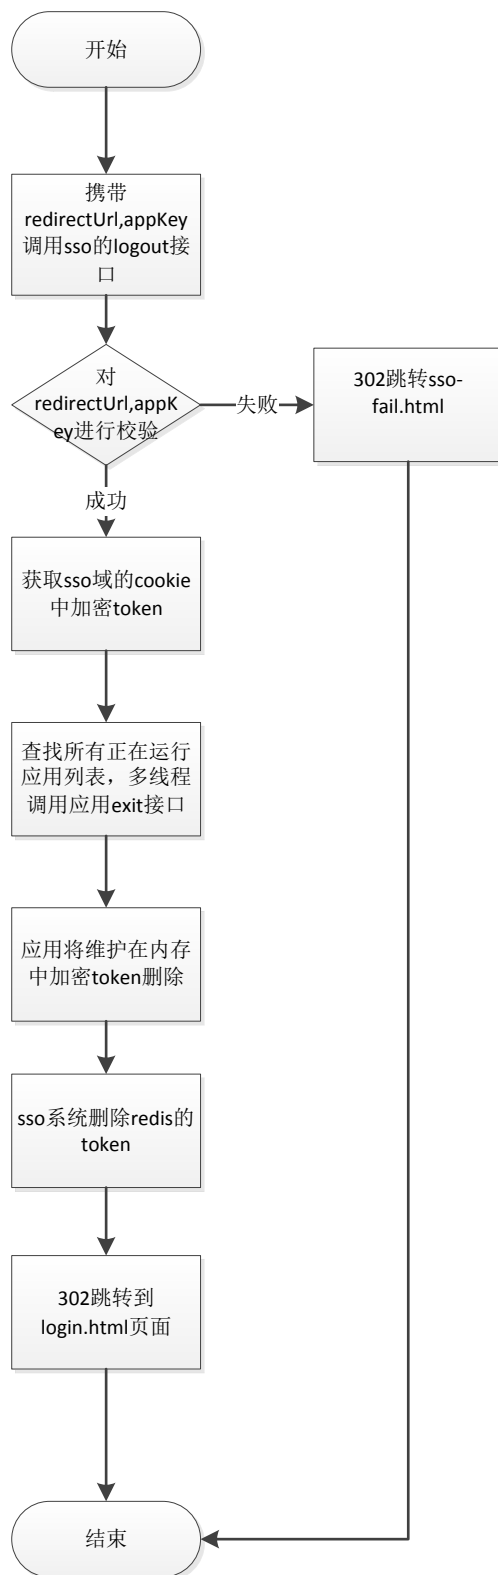 开始
携带
redirectUrl,appKey
调用sso的logout接
口
对
redirectUrl,appK
ey进行校验
失败
302跳转sso-
fail.html
成功
获取sso域的cookie
中加密token
查找所有正在运行
应用列表，多线程
调用应用exit接口
应用将维护在内存
中加密token删除
sso系统删除redis的
token
302跳转到
login.html页面
结束